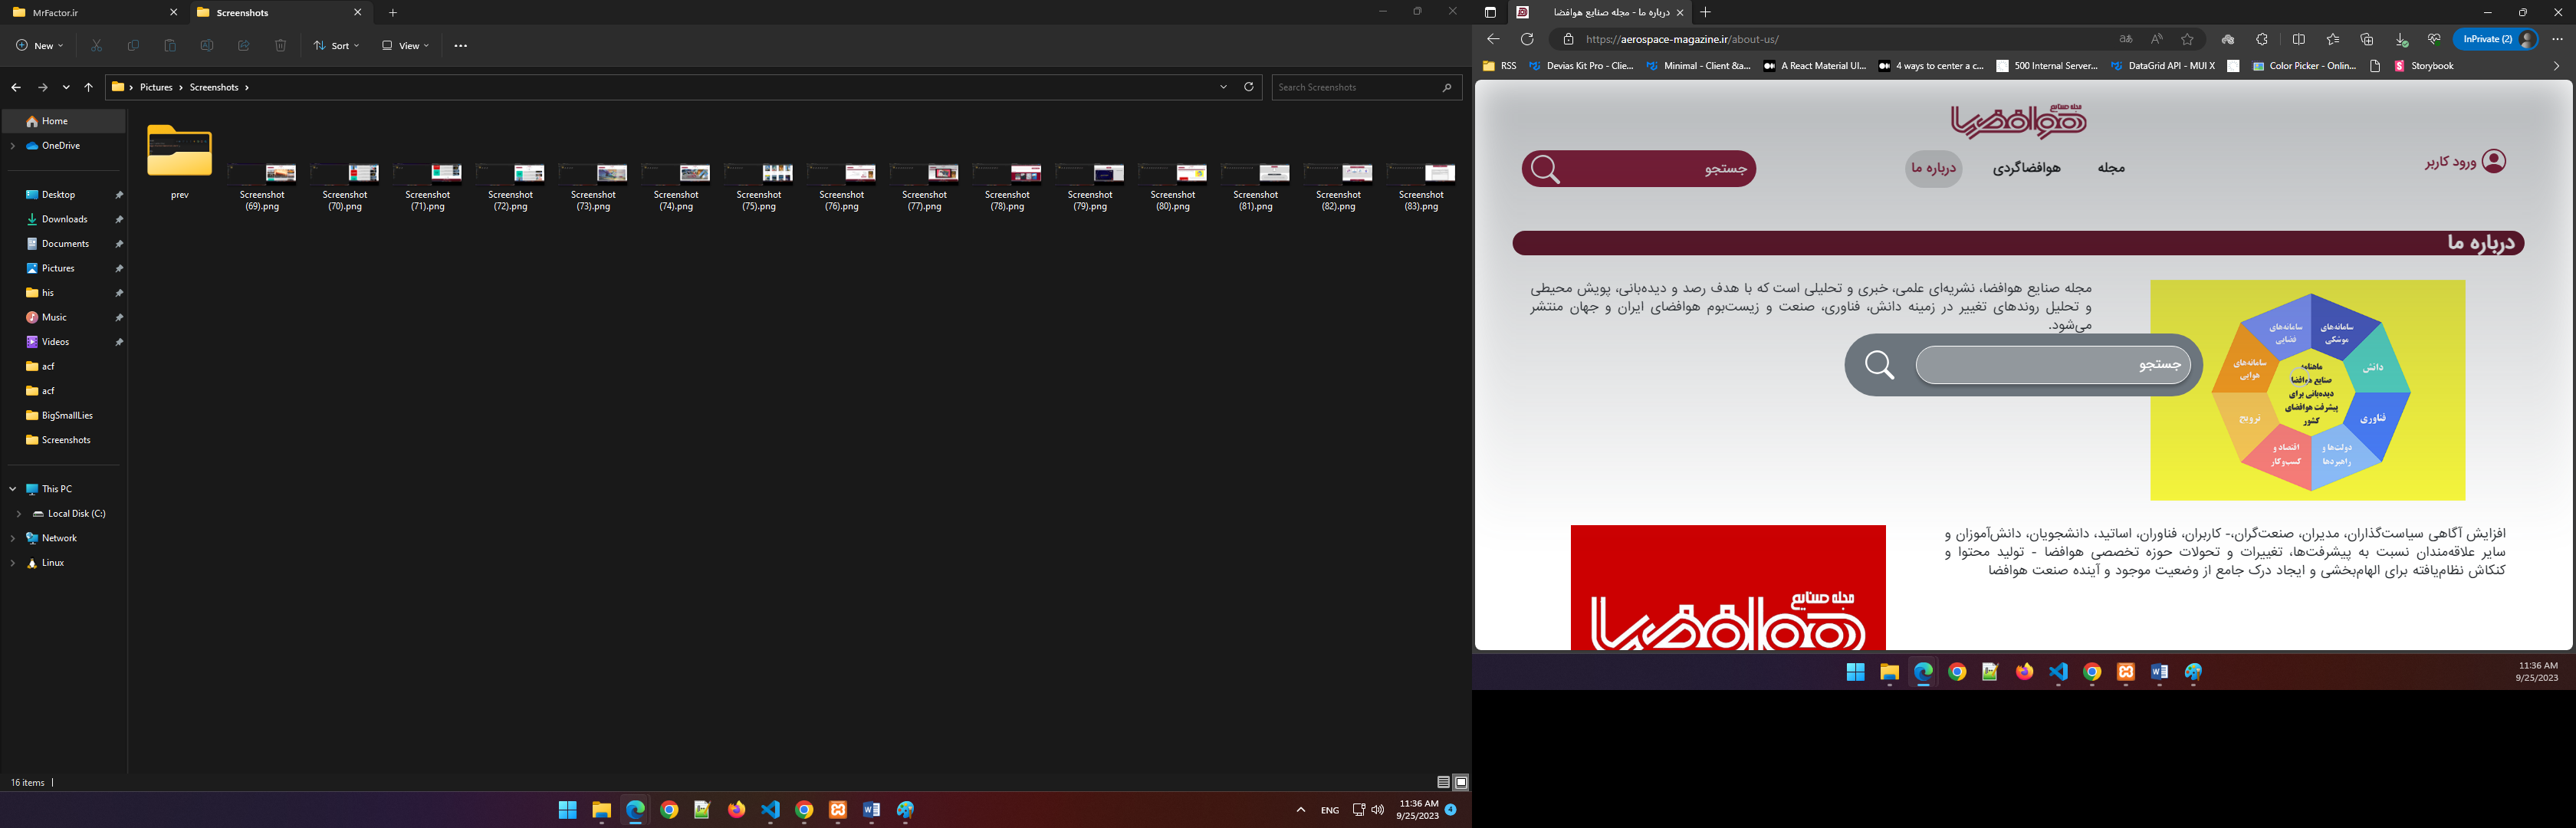 MrFactor.ir
Screenshots
New
Sort
View
Pictures
Screenshots
Search Screenshots
Home
OneDrive
Desktop
Downloads
Documents
Pictures
his
Music
Videos
acf
acf
BigSmallLies
Screenshots
This PC
Local Disk (C:)
Network
Linux
prev
Screenshot (69).png
Screenshot (70).png
Screenshot (71).png
Screenshot (72).png
Screenshot (73).png
Screenshot (74).png
Screenshot (75).png
Screenshot (76).png
Screenshot (77).png
Screenshot (78).png
Screenshot (79).png
Screenshot (80).png
Screenshot (81).png
Screenshot (82).png
Screenshot (83).png
16 items
ENG
11:36 AM
9/25/2023
4
درباره ما - مجله صنایع هوافضا
https://aerospace-magazine.ir/about-us/
InPrivate (2)
RSS
Devias Kit Pro - Clie...
Minimal - Client &a...
A React Material UI...
4 ways to center a c...
500 Internal Server...
DataGrid API - MUI X
Color Picker - Onlin...
Storybook
مجله صنایع
هوافضا
ورود کاربر
مجله
هوافضاگردی
درباره ما
جستجو
درباره ما
مجله صنایع هوافضا، نشریه‌ای علمی، خبری و تحلیلی است که با هدف رصد و دیده‌بانی، پویش محیطی
و تحلیل روندهای تغییر در زمینه دانش، فناوری، صنعت و زیست‌بوم هوافضای ایران و جهان منتشر
می‌شود.
جستجو
سامانه‌های
موشکی
سامانه‌های
فضایی
دانش
سامانه‌های
هوایی
ماهنامه
صنایع هوافضا
دیده‌بانی برای
پیشرفت هوافضای
کشور
فناوری
ترویج
دولت‌ها و
راهبردها
اقتصاد و
کسب‌وکار
افزایش آگاهی سیاست‌گذاران، مدیران، صنعت‌گران،- کاربران، فناوران، اساتید، دانشجویان، دانش‌آموزان و
سایر علاقه‌مندان نسبت به پیشرفت‌ها، تغییرات و تحولات حوزه تخصصی هوافضا - تولید محتوا و
کنکاش نظام‌یافته برای الهام‌بخشی و ایجاد درک جامع از وضعیت موجود و آینده صنعت هوافضا
مجله صنایع
هوافضا
11:36 AM
9/25/2023